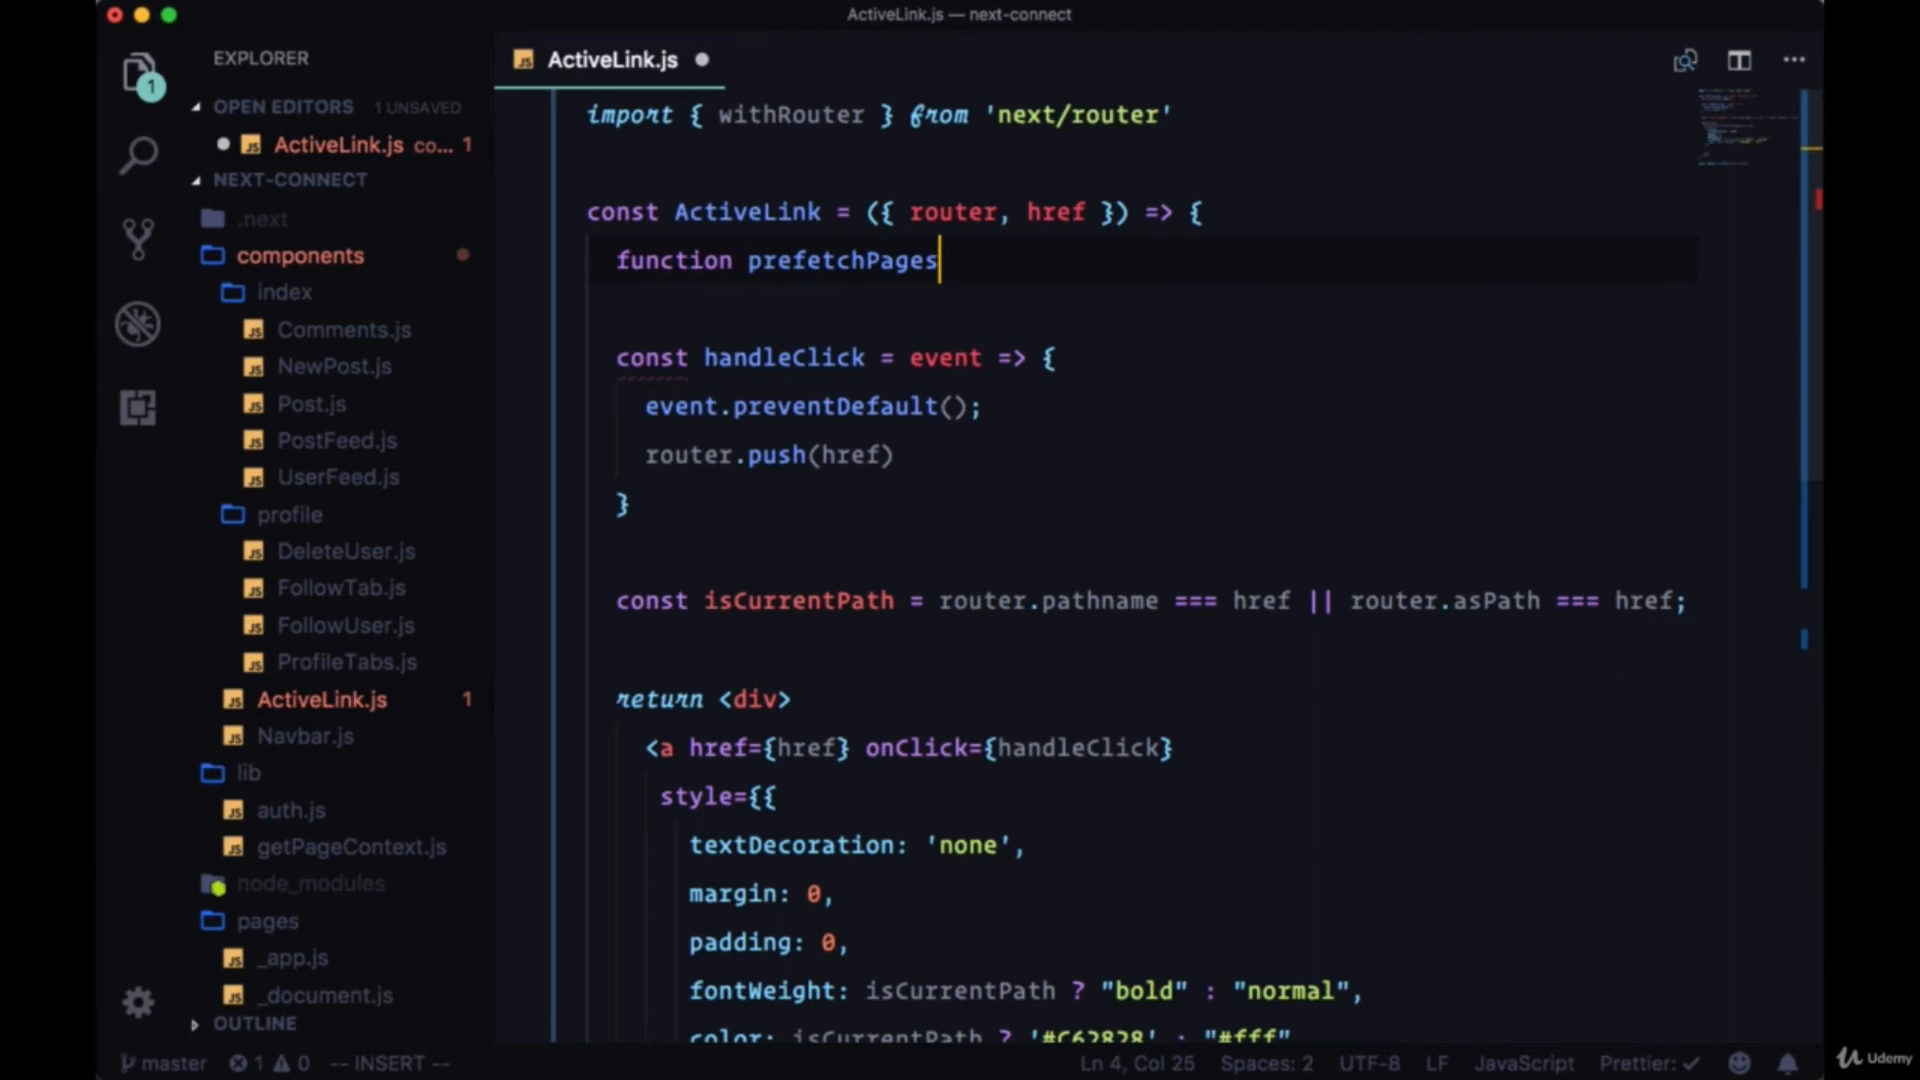 ActiveLink.js — next-connect
EXPLORER
OPEN EDITORS 1 UNSAVED
ActiveLink.js co... 1
NEXT-CONNECT
.next
components
index
Comments.js
NewPost.js
Post.js
PostFeed.js
UserFeed.js
profile
DeleteUser.js
FollowTab.js
FollowUser.js
ProfileTabs.js
ActiveLink.js 1
Navbar.js
lib
auth.js
getPageContext.js
node_modules
pages
_app.js
_document.js
OUTLINE
1
ActiveLink.js
import { withRouter } from 'next/router'
const ActiveLink = ({ router, href }) => {
function prefetchPages
const handleClick = event => {
event.preventDefault();
router.push(href)
}
const isCurrentPath = router.pathname === href || router.asPath === href;
return <div>
<a href={href} onClick={handleClick}
style={{
textDecoration: 'none',
margin: 0,
padding: 0,
fontWeight: isCurrentPath ? "bold" : "normal",
color: isCurrentPath ? '#C62828' : "#fff"
master 1 0 -- INSERT --
Ln 4, Col 25 Spaces: 2 UTF-8 LF JavaScript Prettier: ✓
Udemy